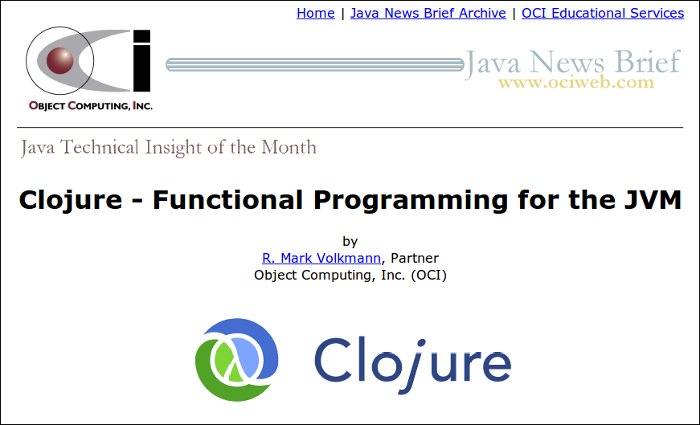 Home | Java News Brief Archive | OCI Educational Services
OCi
OBJECT COMPUTING, INC.
Java News Brief
www.ociweb.com
Java Technical Insight of the Month
Clojure - Functional Programming for the JVM
by
R. Mark Volkmann, Partner
Object Computing, Inc. (OCI)
Clojure